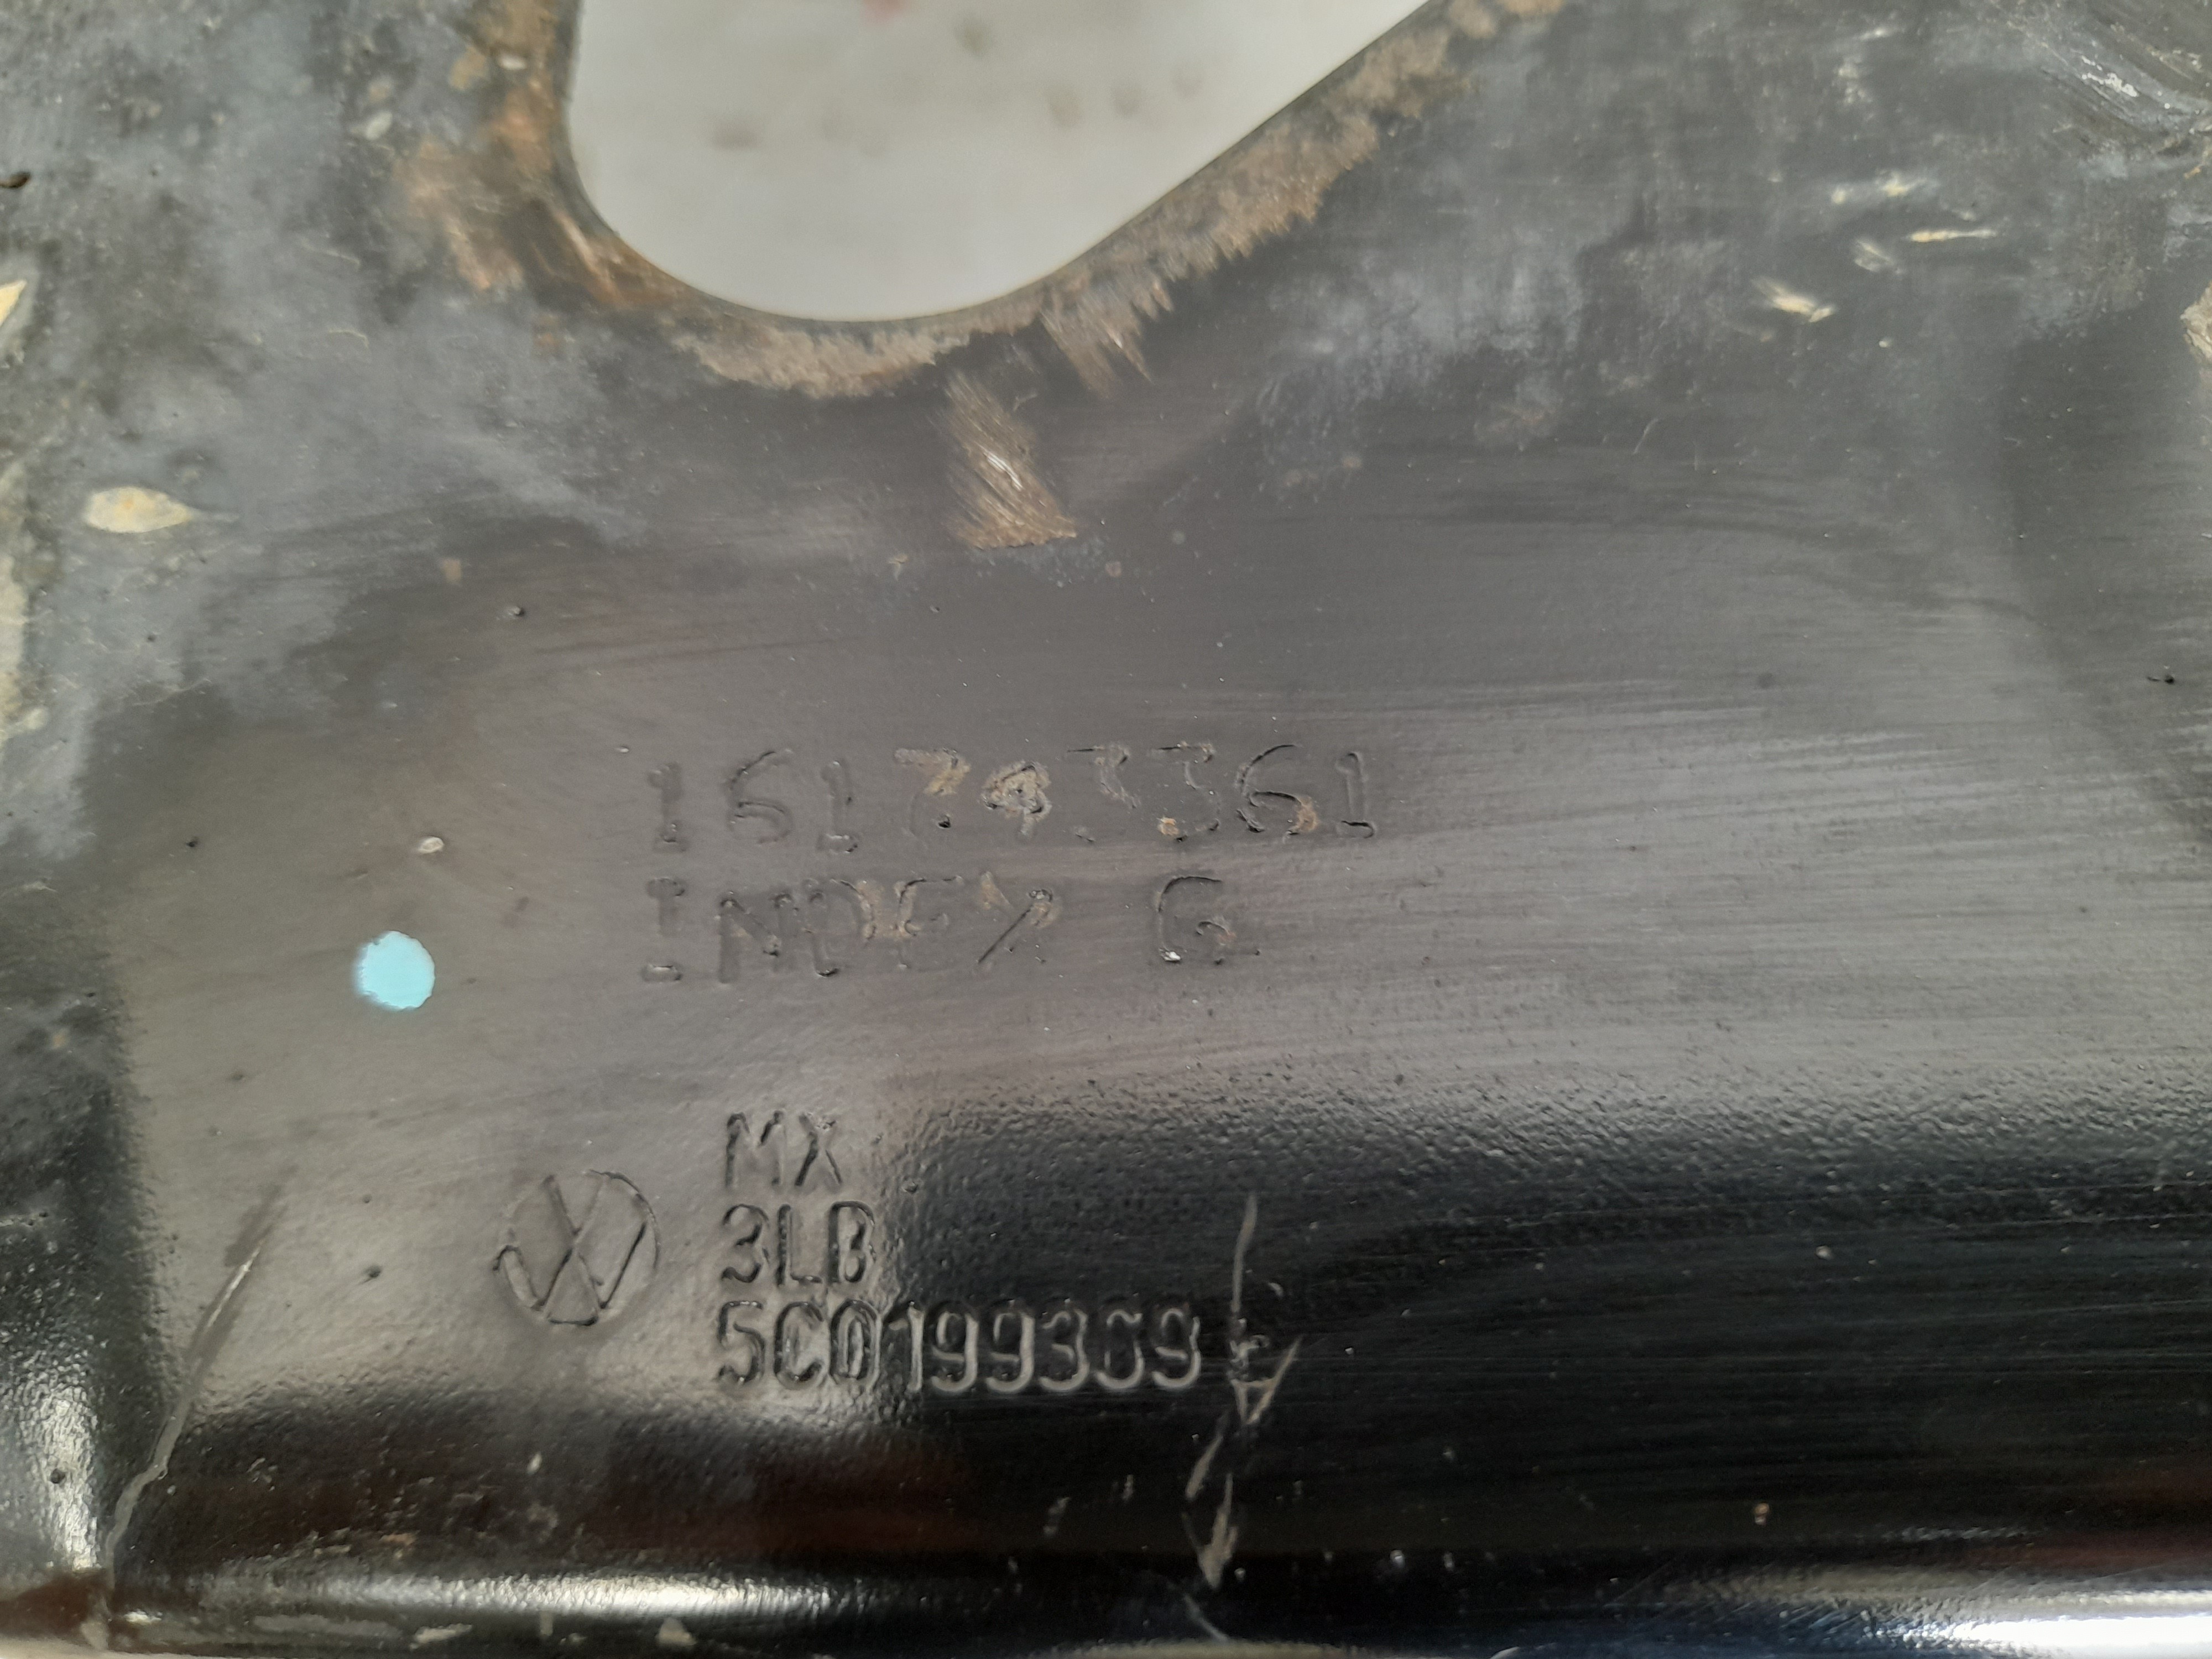 161743361
INDEX G
MX
3LB
5C0199369 E